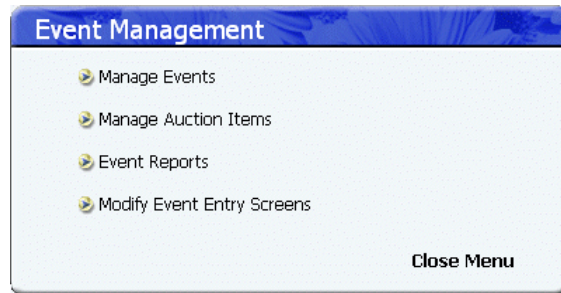 Event Management
Manage Events
Manage Auction Items
Event Reports
Modify Event Entry Screens
Close Menu